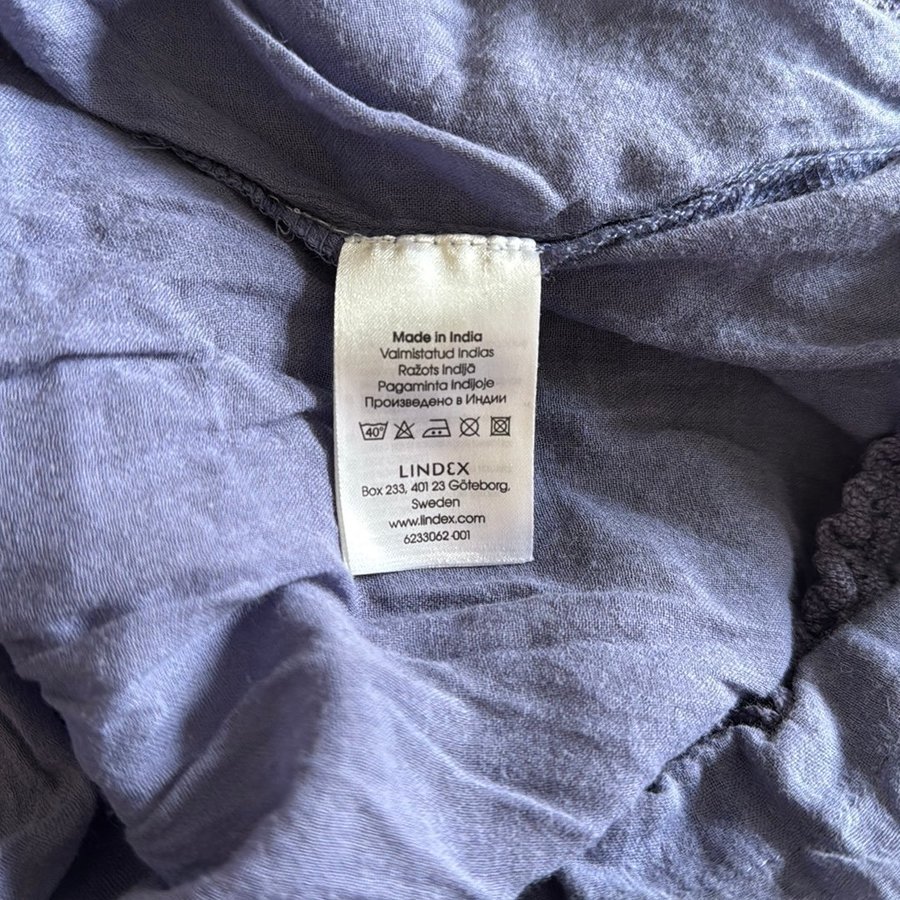 Made in India
Valmistatud Indias
Ražots Indijā
Pagaminta Indijoje
Произведено в Индии
40°
LINDEX
Box 233, 401 23 Göteborg,
Sweden
www.lindex.com
6233062-001